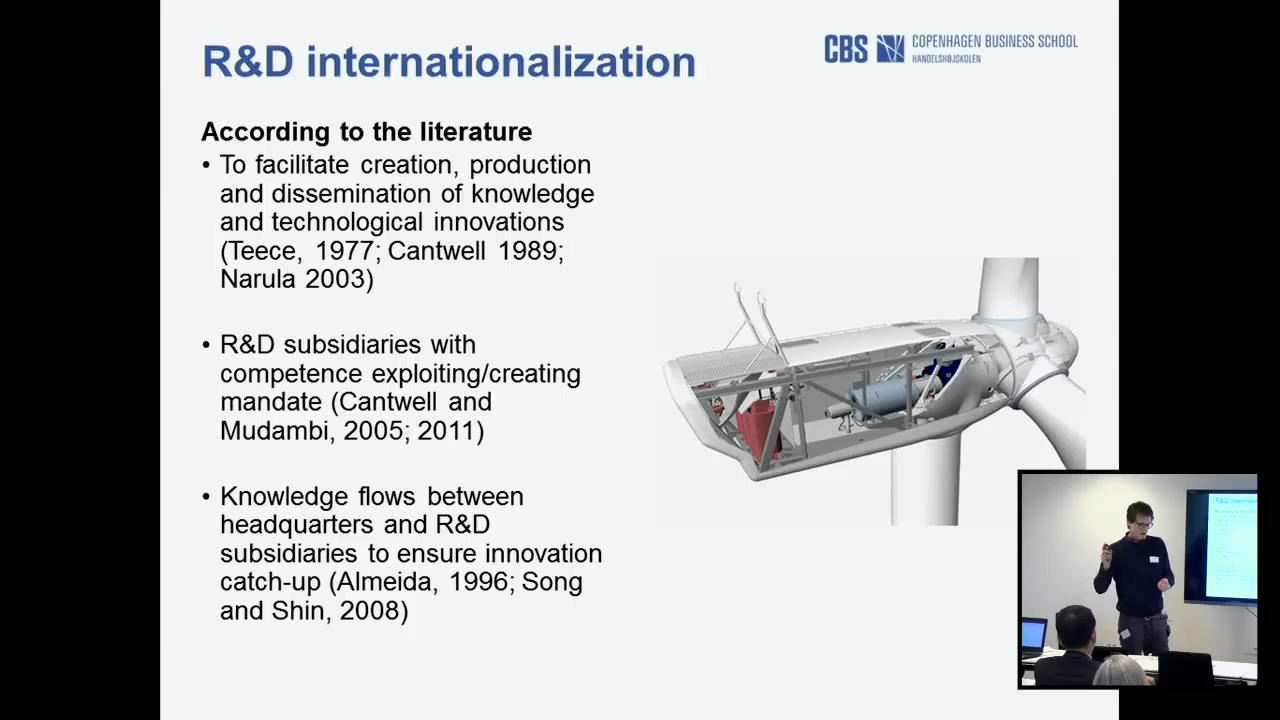 R&D internationalization
CBS COPENHAGEN BUSINESS SCHOOL
HANDELSHØJSKOLEN
According to the literature
• To facilitate creation, production
and dissemination of knowledge
and technological innovations
(Teece, 1977; Cantwell 1989;
Narula 2003)
• R&D subsidiaries with
competence exploiting/creating
mandate (Cantwell and
Mudambi, 2005; 2011)
• Knowledge flows between
headquarters and R&D
subsidiaries to ensure innovation
catch-up (Almeida, 1996; Song
and Shin, 2008)
R&D internationa